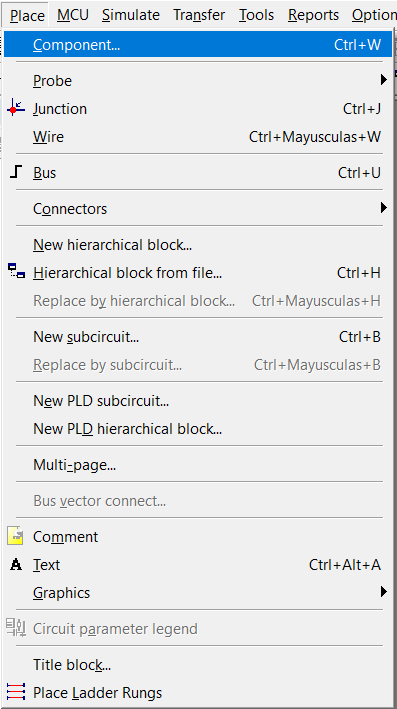 Place MCU Simulate Transfer Tools Reports Option
Component... Ctrl+W
Probe
Junction Ctrl+J
Wire Ctrl+Mayusculas+W
Bus Ctrl+U
Connectors
New hierarchical block...
Hierarchical block from file... Ctrl+H
Replace by hierarchical block... Ctrl+Mayusculas+H
New subcircuit... Ctrl+B
Replace by subcircuit... Ctrl+Mayusculas+B
New PLD subcircuit...
New PLD hierarchical block...
Multi-page...
Bus vector connect...
Comment
A Text Ctrl+Alt+A
Graphics
Circuit parameter legend
Title block...
Place Ladder Rungs